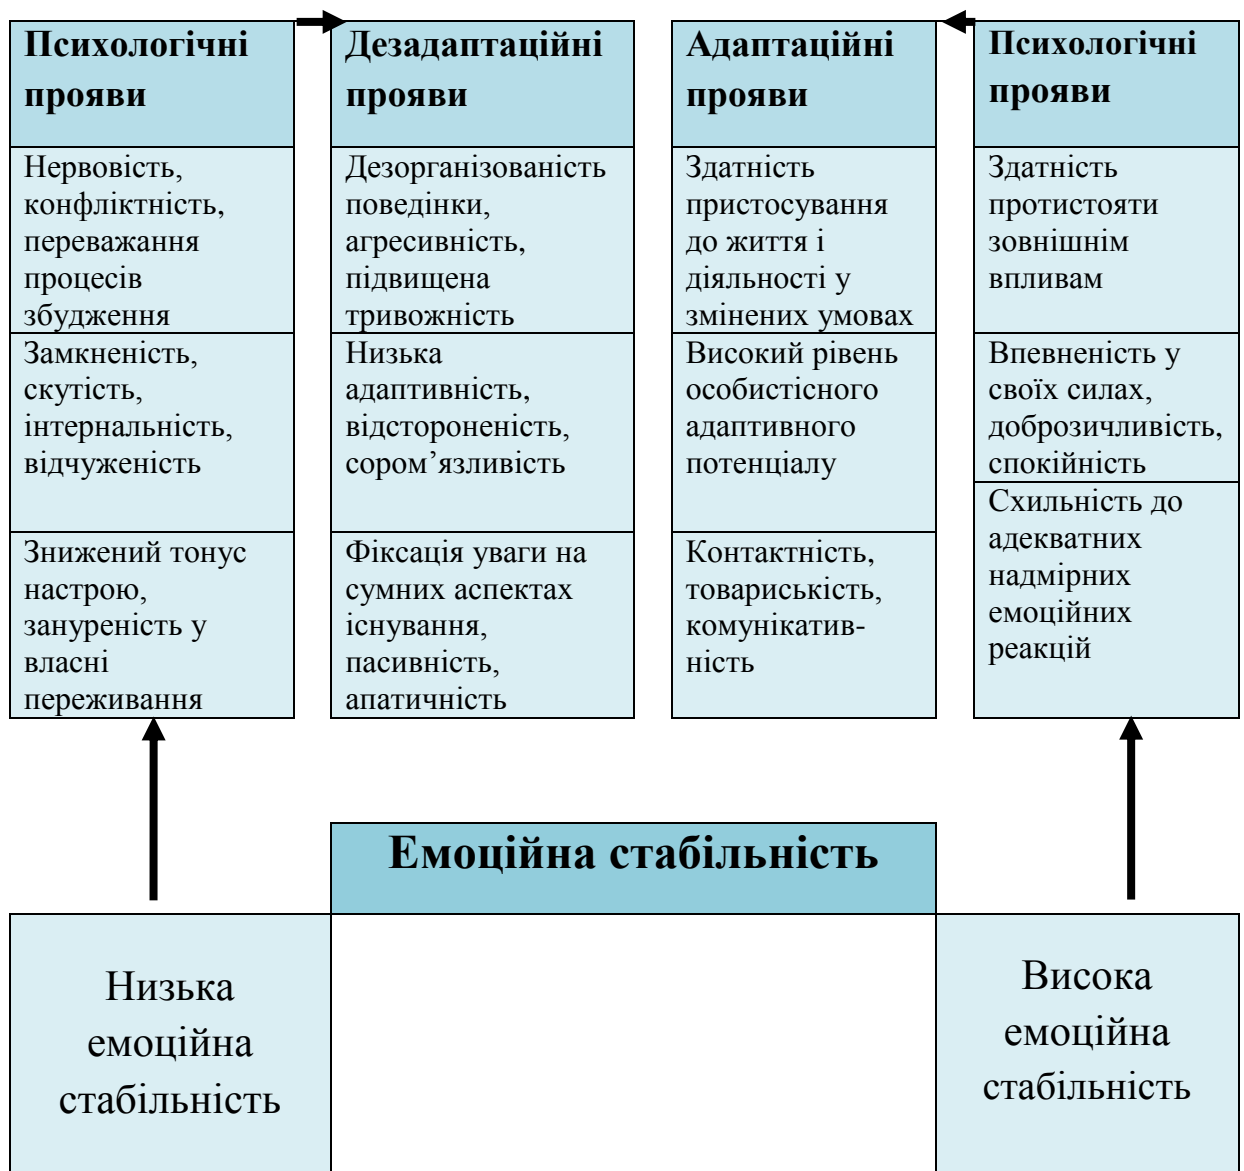 Психологічні
прояви
Нервовість,
конфліктність,
переважання
процесів
збудження
Замкненість,
скутість,
інтернальність,
відчуженість
Знижений тонус
настрою,
зануреність у
власні
переживання
Дезадаптаційні
прояви
Дезорганізованість
поведінки,
агресивність,
підвищена
тривожність
Низька
адаптивність,
відстороненість,
сором’язливість
Фіксація уваги на
сумних аспектах
існування,
пасивність,
апатичність
Адаптаційні
прояви
Здатність
пристосування
до життя і
діяльності у
змінених умовах
Високий рівень
особистісного
адаптивного
потенціалу
Контактність,
товариськість,
комунікатив-
ність
Психологічні
прояви
Здатність
протистояти
зовнішнім
впливам
Впевненість у
своїх силах,
доброзичливість,
спокійність
Схильність до
адекватних
надмірних
емоційних
реакцій
Емоційна стабільність
Низька
емоційна
стабільність
Висока
емоційна
стабільність